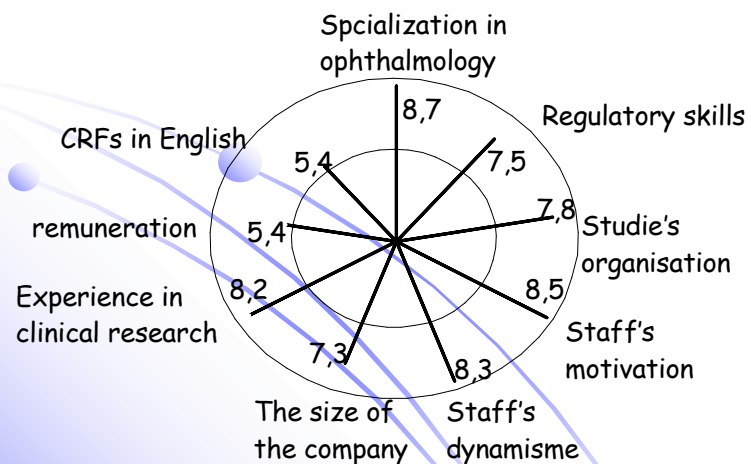 Spcialization in
ophthalmology
8,7
Regulatory skills
7,5
7,8
Studie's
organisation
8,5
Staff's
motivation
8,3
Staff's
dynamisme
7,3
The size of
the company
8,2
Experience in
clinical research
5,4
remuneration
5,4
CRFs in English